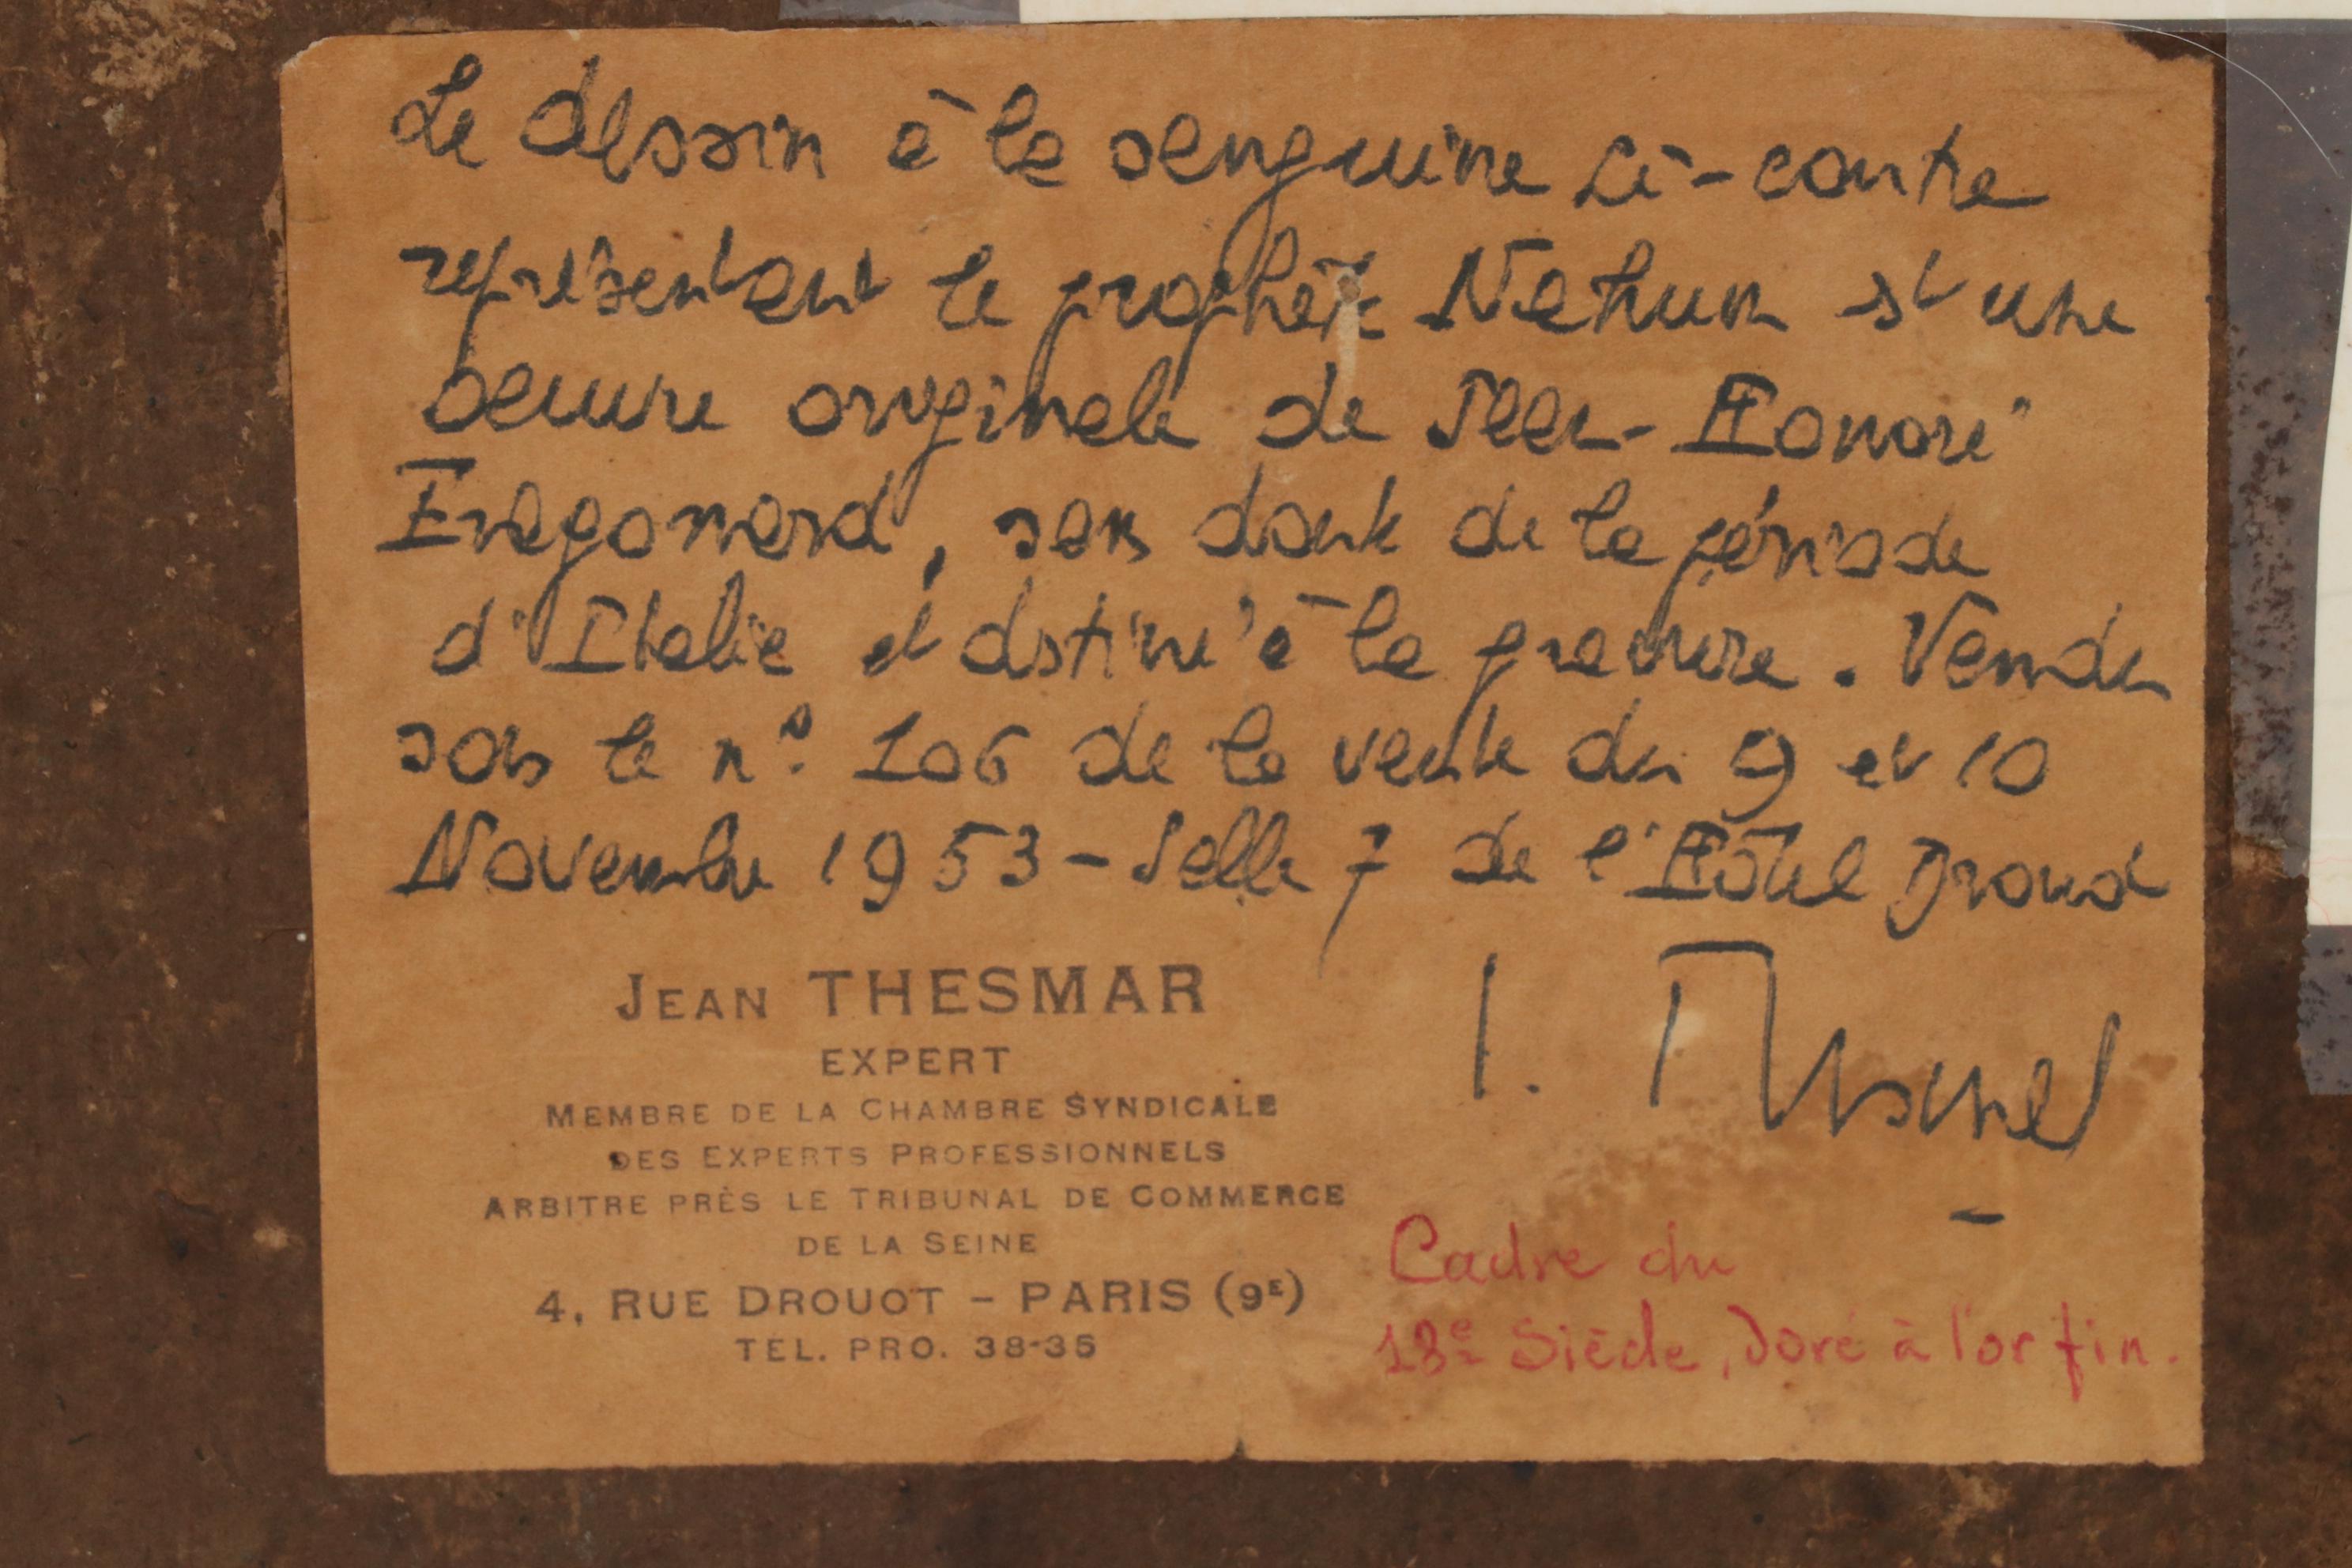 Le dessin à la sanguine ci-contre
représentant le prophète Nahum est une
oeuvre originale de Jean-Honoré
Fragonard, sans doute de la période
d'Italie et destiné à la gravure. Vendu
sous le nº 106 de la vente du 9 et 10
Novembre 1953 - Salle 7 de l'Hôtel Drouot
JEAN THESMAR
EXPERT
MEMBRE DE LA CHAMBRE SYNDICALE
DES EXPERTS PROFESSIONNELS
ARBITRE PRÈS LE TRIBUNAL DE COMMERCE
DE LA SEINE
4, RUE DROUOT - PARIS (9E)
TEL. PRO. 38-35
J. Thesmar
Cadre du
18e Siècle, doré à l'or fin.